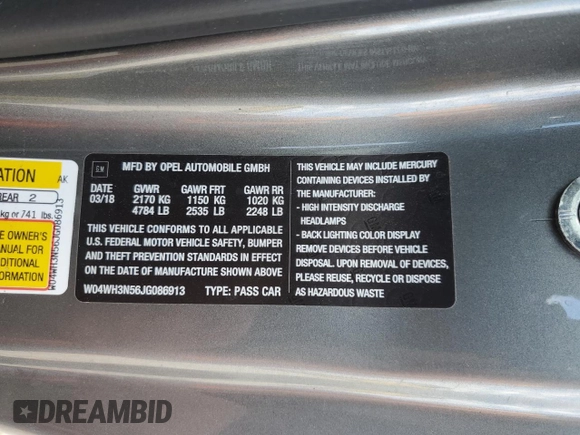 ATION
AK
REAR 2
kg or 741 lbs.
E OWNER'S
ANUAL FOR
DDITIONAL
FORMATION
W04WH3N56JG086913
GM
MFD BY OPEL AUTOMOBILE GMBH
DATE GVWR GAWR FRT GAWR RR
03/18 2170 KG 1150 KG 1020 KG
4784 LB 2535 LB 2248 LB
THIS VEHICLE CONFORMS TO ALL APPLICABLE
U.S. FEDERAL MOTOR VEHICLE SAFETY, BUMPER
AND THEFT PREVENTION STANDARDS IN EFFECT
ON THE DATE OF MANUFACTURE SHOWN ABOVE
W04WH3N56JG086913 TYPE: PASS CAR
THIS VEHICLE MAY INCLUDE MERCURY
CONTAINING DEVICES INSTALLED BY
THE MANUFACTURER:
- HIGH INTENSITY DISCHARGE
HEADLAMPS
- BACK LIGHTING COLOR DISPLAY
REMOVE DEVICES BEFORE VEHICLE
DISPOSAL. UPON REMOVAL OF DEVICES,
PLEASE REUSE, RECYCLE OR DISPOSE
AS HAZARDOUS WASTE
DREAMBID